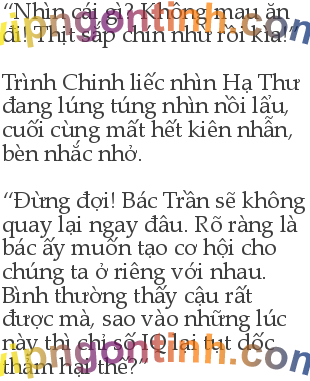 “Nhìn cái gì? Không mau ăn
đi! Thịt sắp chín nhừ rồi kìa!”
Trình Chinh liếc nhìn Hạ Thư
đang lúng túng nhìn nồi lẩu,
cuối cùng mất hết kiên nhẫn,
bèn nhắc nhở.
“Đừng đợi! Bác Trần sẽ không
quay lại ngay đâu. Rõ ràng là
bác ấy muốn tạo cơ hội cho
chúng ta ở riêng với nhau.
Bình thường thấy cậu rất
được mà, sao vào những lúc
này thì chỉ số IQ lại tụt dốc
thảm hại thế?”
vipngontinh.com
vipngontinh.com